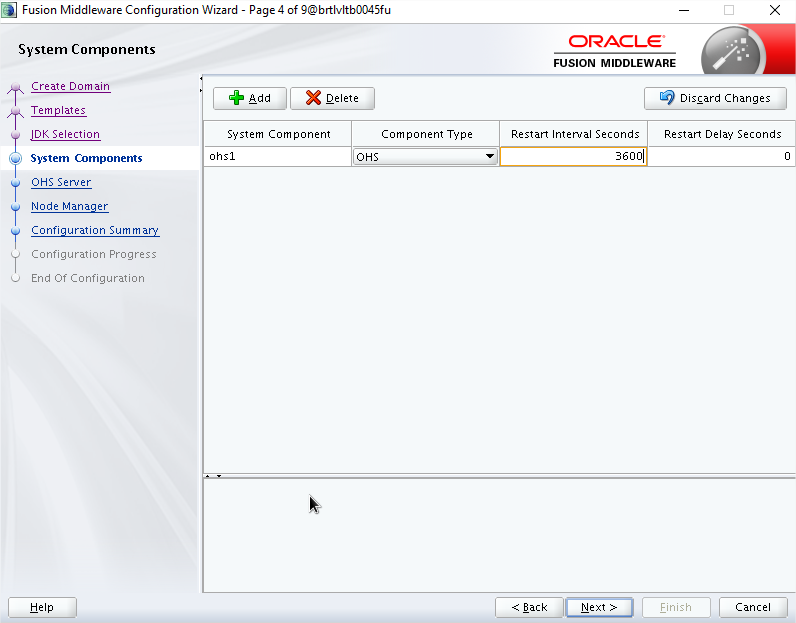 Fusion Middleware Configuration Wizard - Page 4 of 9@brtlvltb0045fu
System Components
ORACLE
FUSION MIDDLEWARE
Create Domain
Templates
JDK Selection
System Components
OHS Server
Node Manager
Configuration Summary
Configuration Progress
End Of Configuration
Add Delete Discard Changes
System Component Component Type Restart Interval Seconds Restart Delay Seconds
ohs1 OHS 3600 0
Help < Back Next > Finish Cancel